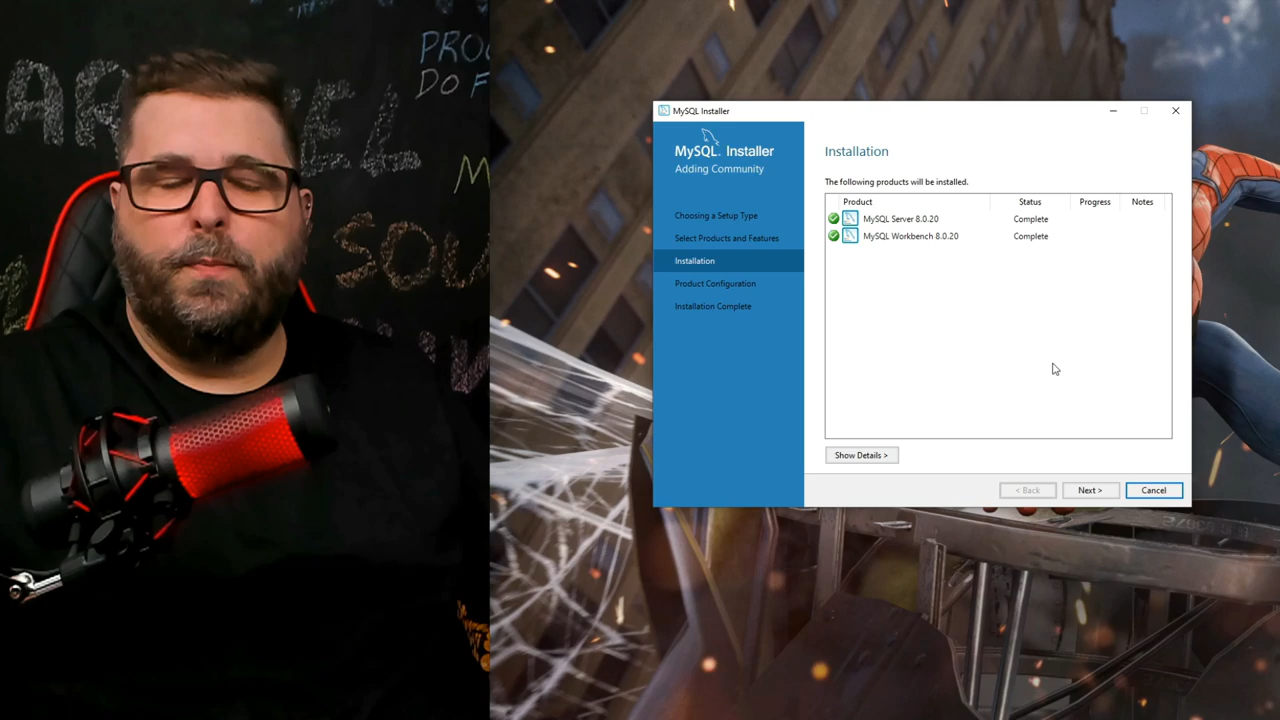 PROG
DO F
MySQL Installer
MySQL Installer
Adding Community
Choosing a Setup Type
Select Products and Features
Installation
Product Configuration
Installation Complete
Installation
The following products will be installed.
Product Status Progress Notes
MySQL Server 8.0.20 Complete
MySQL Workbench 8.0.20 Complete
Show Details >
< Back Next > Cancel